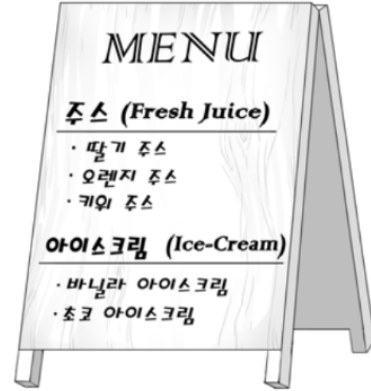 MENU
주스 (Fresh Juice)
· 딸기 주스
· 오렌지 주스
· 키위 주스
아이스크림 (Ice-Cream)
· 바닐라 아이스크림
· 초코 아이스크림